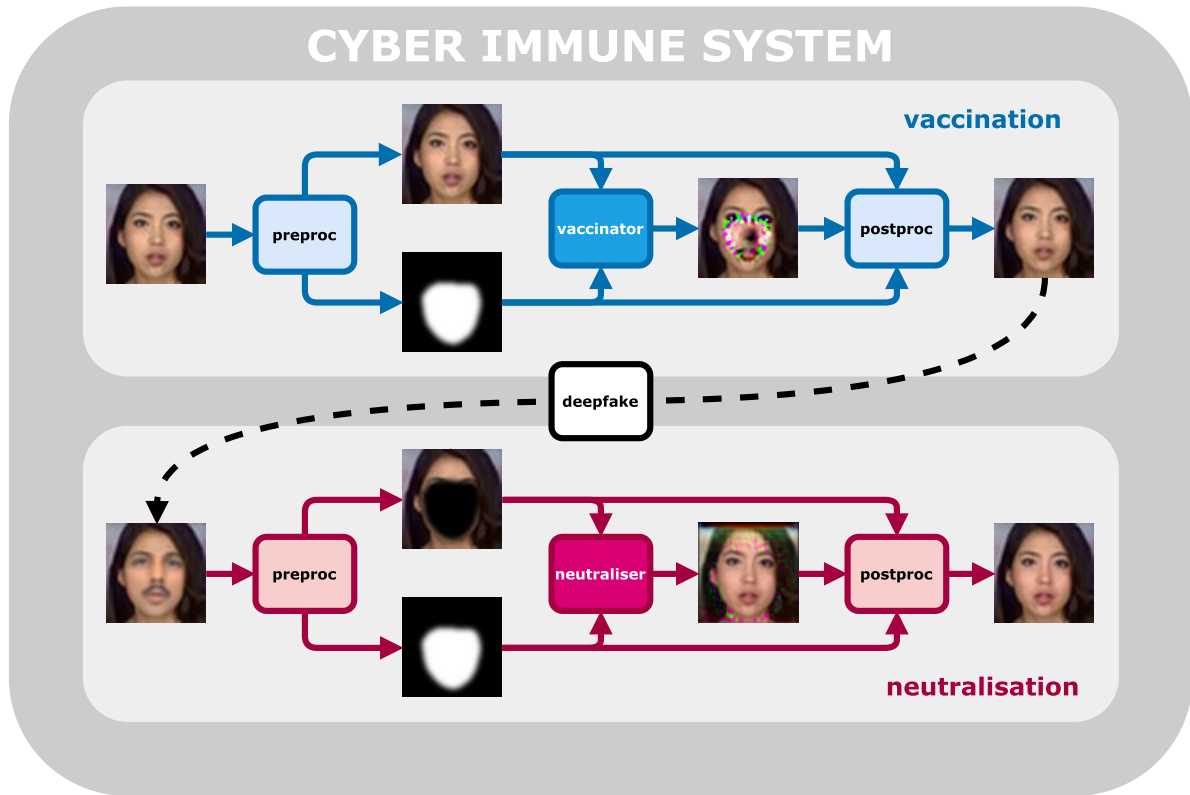 CYBER IMMUNE SYSTEM
vaccination
preproc
vaccinator
postproc
deepfake
preproc
neutraliser
postproc
neutralisation